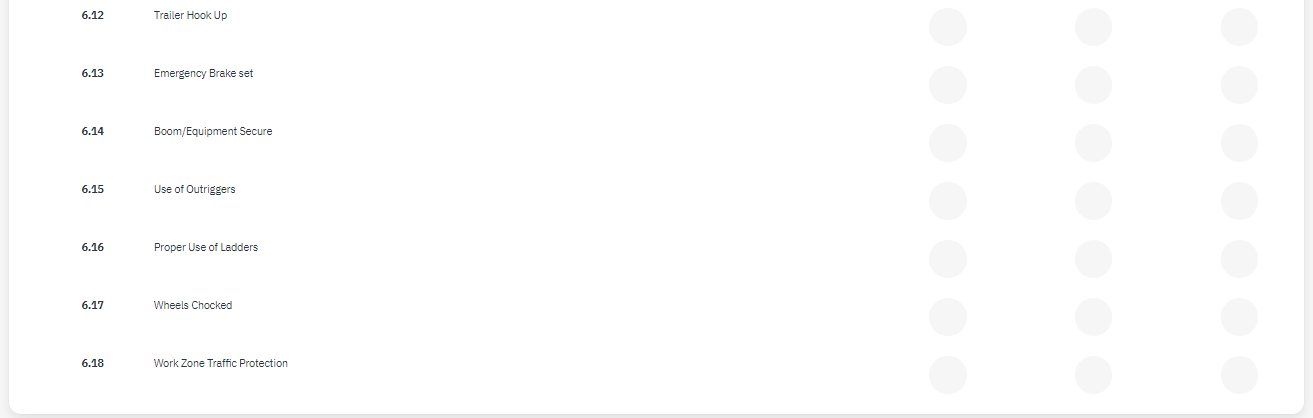 6.12 Trailer Hook Up
6.13 Emergency Brake set
6.14 Boom/Equipment Secure
6.15 Use of Outriggers
6.16 Proper Use of Ladders
6.17 Wheels Chocked
6.18 Work Zone Traffic Protection